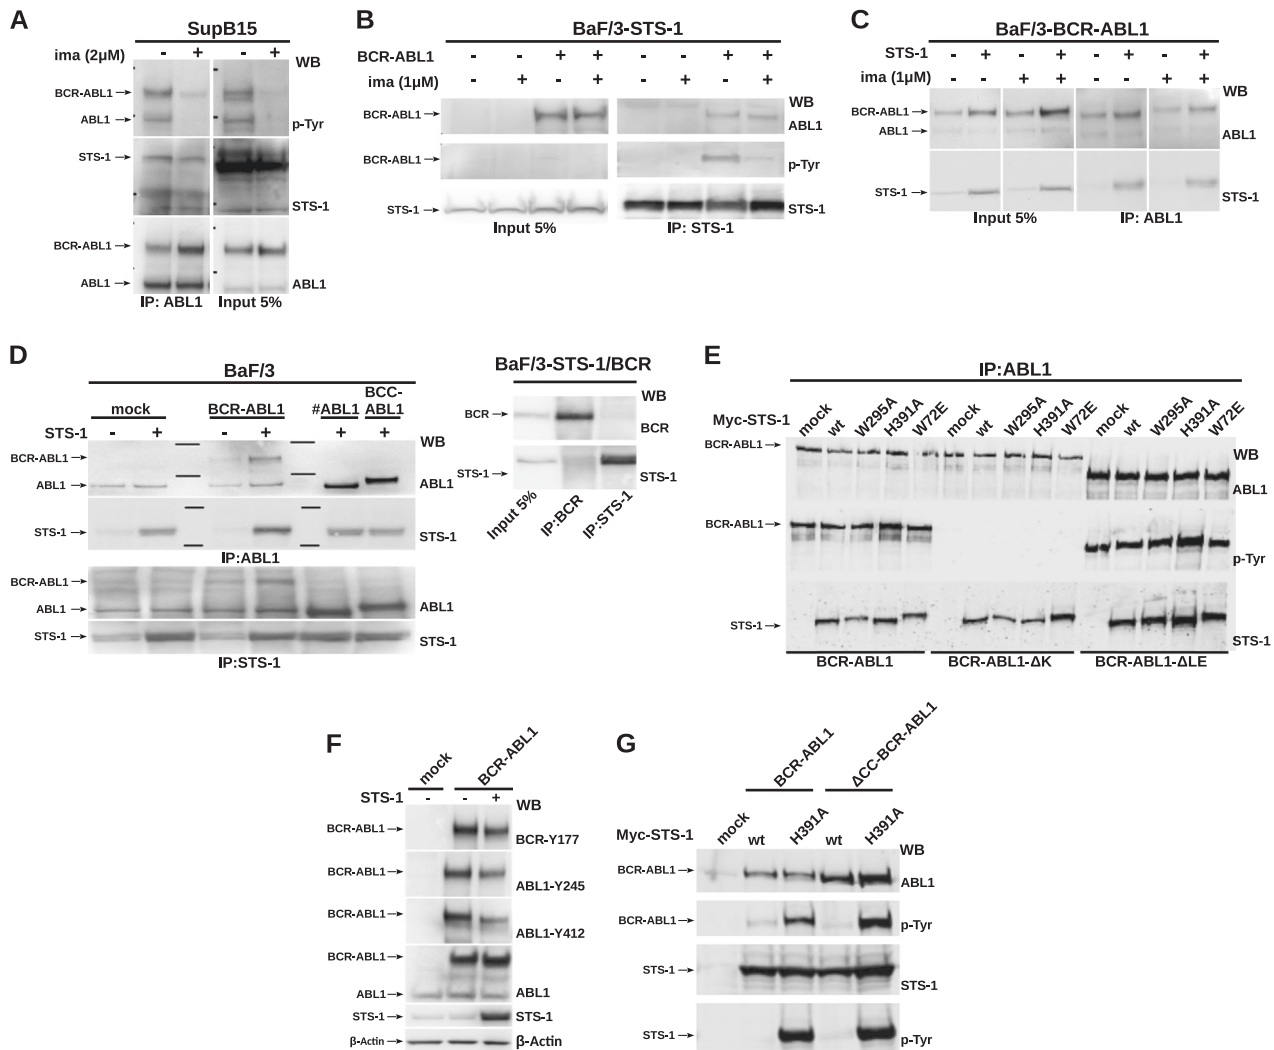 A
SupB15
ima (2µM) - + - +
WB
BCR-ABL1
ABL1
p-Tyr
STS-1
STS-1
BCR-ABL1
ABL1
ABL1
IP: ABL1 Input 5%
B
BaF/3-STS-1
BCR-ABL1 - - + + - - + +
ima (1µM) - + - + - + - +
WB
BCR-ABL1
ABL1
BCR-ABL1
p-Tyr
STS-1
STS-1
Input 5% IP: STS-1
C
BaF/3-BCR-ABL1
STS-1 - + - + - + - +
ima (1µM) - - + + - - + +
WB
BCR-ABL1
ABL1
ABL1
STS-1
STS-1
Input 5% IP: ABL1
D
BaF/3
mock BCR-ABL1 #ABL1 BCC-ABL1
STS-1 - + - + + +
WB
BCR-ABL1
ABL1
ABL1
STS-1
STS-1
IP:ABL1
BCR-ABL1
ABL1
ABL1
STS-1
STS-1
IP:STS-1
BaF/3-STS-1/BCR
WB
BCR
BCR
STS-1
STS-1
Input 5% IP:BCR IP:STS-1
E
IP:ABL1
Myc-STS-1 mock wt W295A H391A W72E mock wt W295A H391A W72E mock wt W295A H391A W72E
BCR-ABL1
WB
ABL1
BCR-ABL1
p-Tyr
STS-1
STS-1
BCR-ABL1 BCR-ABL1-ΔK BCR-ABL1-ΔLE
F
mock BCR-ABL1
STS-1 - - +
WB
BCR-ABL1
BCR-Y177
BCR-ABL1
ABL1-Y245
BCR-ABL1
ABL1-Y412
BCR-ABL1
ABL1
ABL1
STS-1
STS-1
β-Actin
β-Actin
G
BCR-ABL1 ΔCC-BCR-ABL1
Myc-STS-1 mock wt H391A wt H391A
WB
BCR-ABL1
ABL1
BCR-ABL1
p-Tyr
STS-1
STS-1
STS-1
p-Tyr